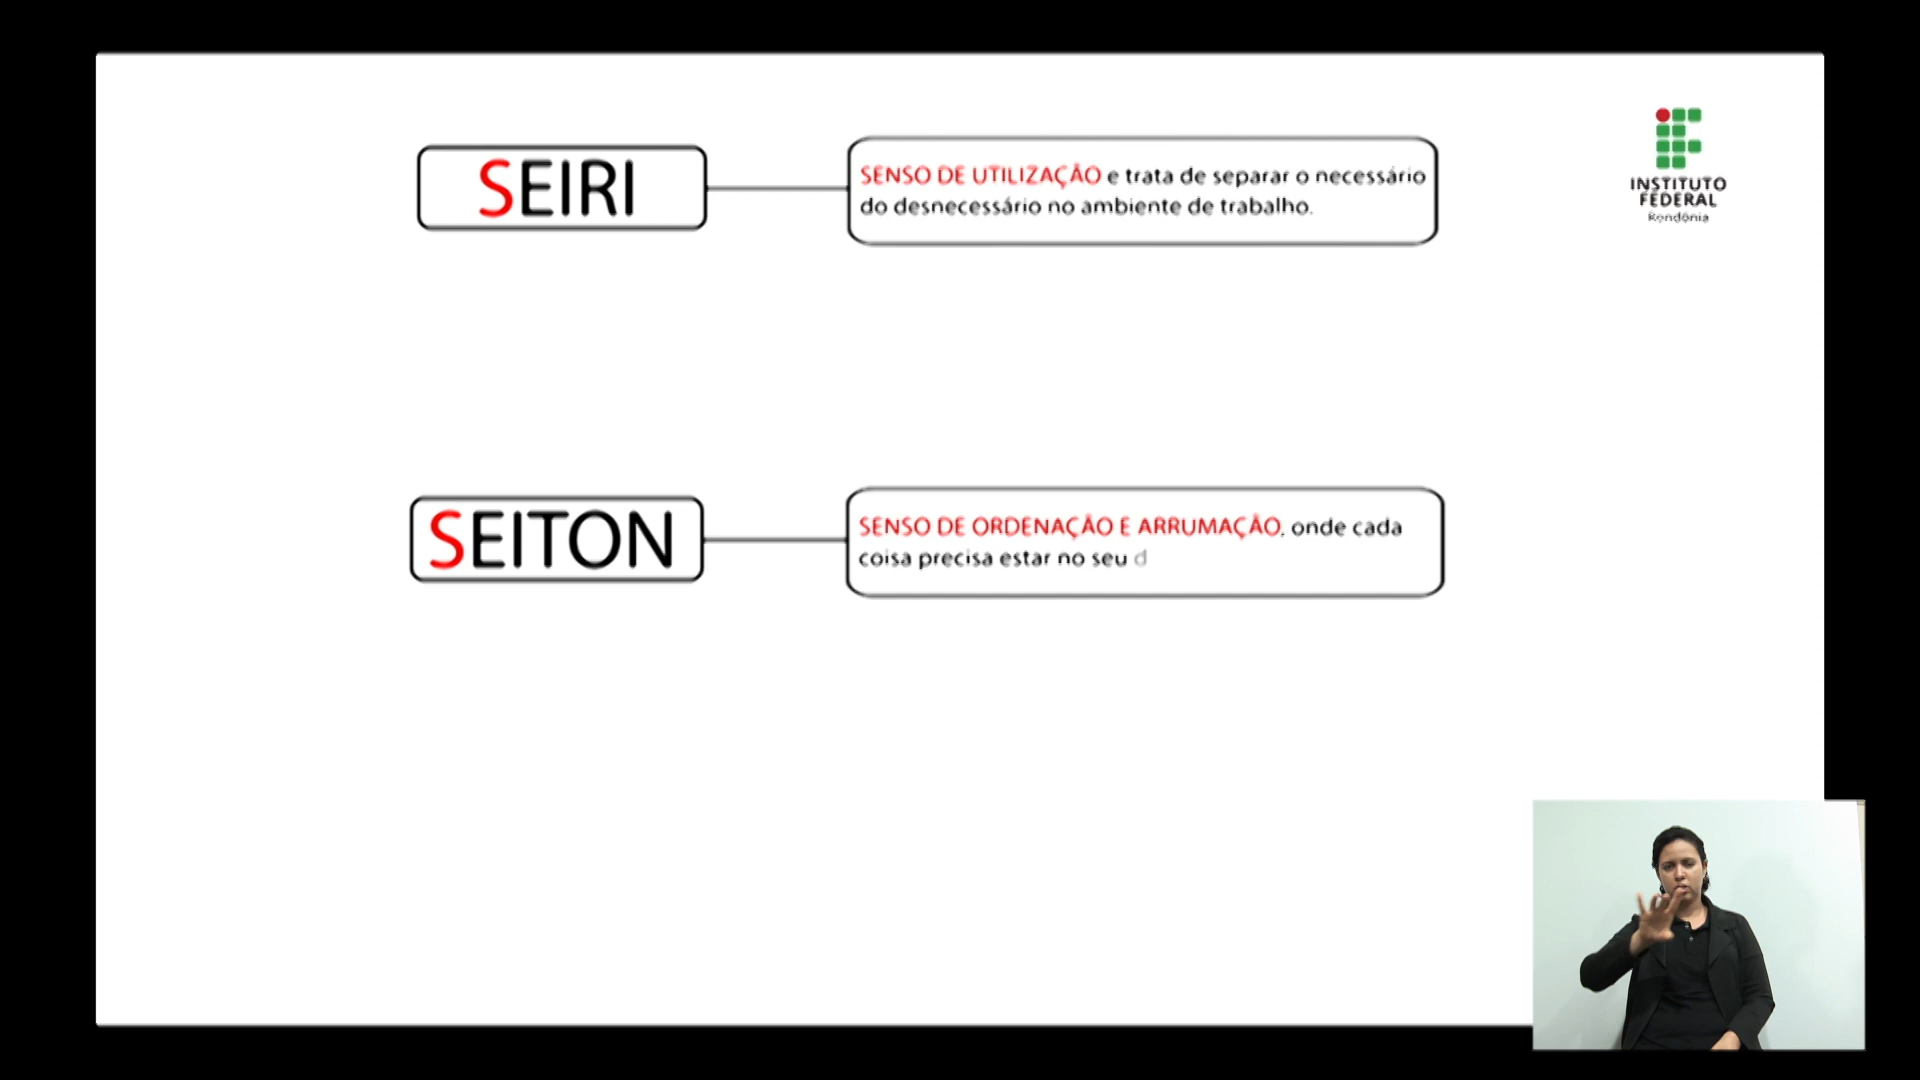 SEIRI
SENSO DE UTILIZAÇÃO e trata de separar o necessário
do desnecessário no ambiente de trabalho.
INSTITUTO
FEDERAL
Rondônia
SEITON
SENSO DE ORDENAÇÃO E ARRUMAÇÃO, onde cada
coisa precisa estar no seu d